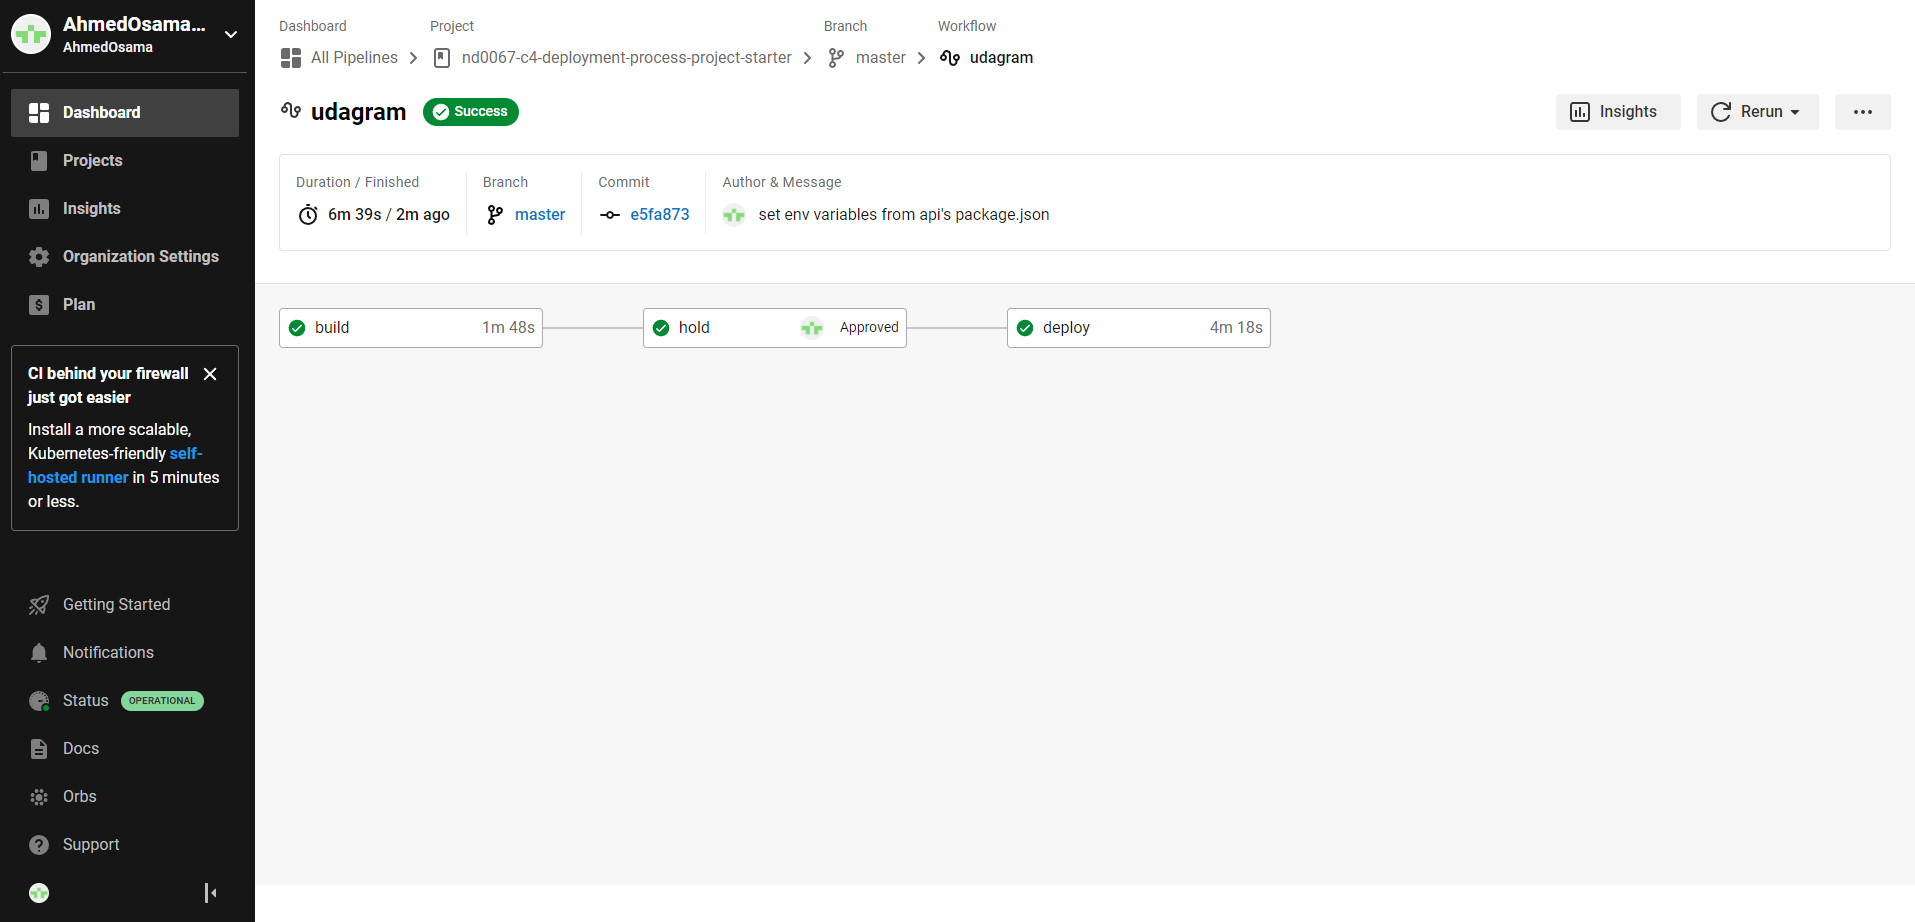 AhmedOsama...
AhmedOsama
Dashboard
Projects
Insights
Organization Settings
Plan
CI behind your firewall
just got easier
Install a more scalable,
Kubernetes-friendly self-
hosted runner in 5 minutes
or less.
Getting Started
Notifications
Status OPERATIONAL
Docs
Orbs
Support
Dashboard Project Branch Workflow
All Pipelines nd0067-c4-deployment-process-project-starter master udagram
udagram Success Insights Rerun
Duration / Finished Branch Commit Author & Message
6m 39s / 2m ago master e5fa873 set env variables from api's package.json
build 1m 48s hold Approved deploy 4m 18s